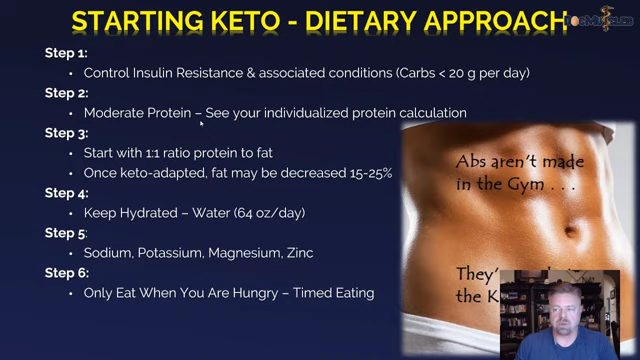 STARTING KETO - DIETARY APPROACH
Step 1:
• Control Insulin Resistance & associated conditions (Carbs < 20 g per day)
Step 2:
• Moderate Protein – See your individualized protein calculation
Step 3:
• Start with 1:1 ratio protein to fat
• Once keto-adapted, fat may be decreased 15-25%
Step 4:
• Keep Hydrated – Water (64 oz/day)
Step 5:
• Sodium, Potassium, Magnesium, Zinc
Step 6:
• Only Eat When You Are Hungry – Timed Eating
Abs aren't made
in the Gym . . .
the